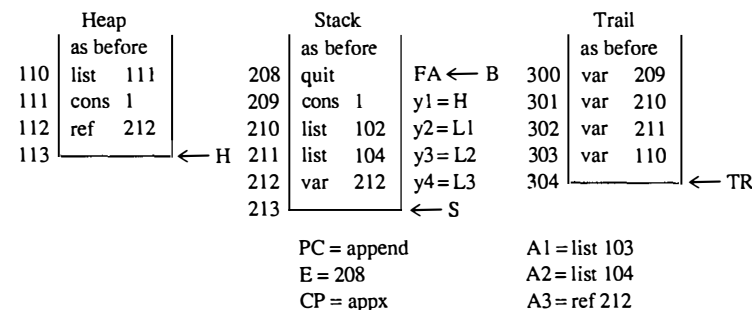 Heap Stack Trail
as before as before as before
110 list 111 208 quit FA ← B 300 var 209
111 cons 1 209 cons 1 y1 = H 301 var 210
112 ref 212 210 list 102 y2 = L1 302 var 211
113 ← H 211 list 104 y3 = L2 303 var 110
212 var 212 y4 = L3 304 ← TR
213 ← S
PC = append A1 = list 103
E = 208 A2 = list 104
CP = appx A3 = ref 212